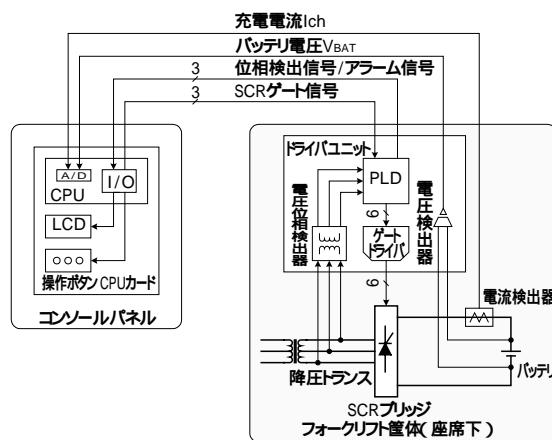 充電電流Ich
バッテリ電圧VBAT
3 位相検出信号/アラーム信号
3 SCRゲート信号
A/D
CPU
I/O
LCD
操作ボタン CPUカード
コンソールパネル
ドライバユニット
PLD
電圧位相検出器
6
ゲート
ドライバ
6
電圧検出器
電流検出器
降圧トランス
バッテリ
SCRブリッジ
フォークリフト筐体(座席下)